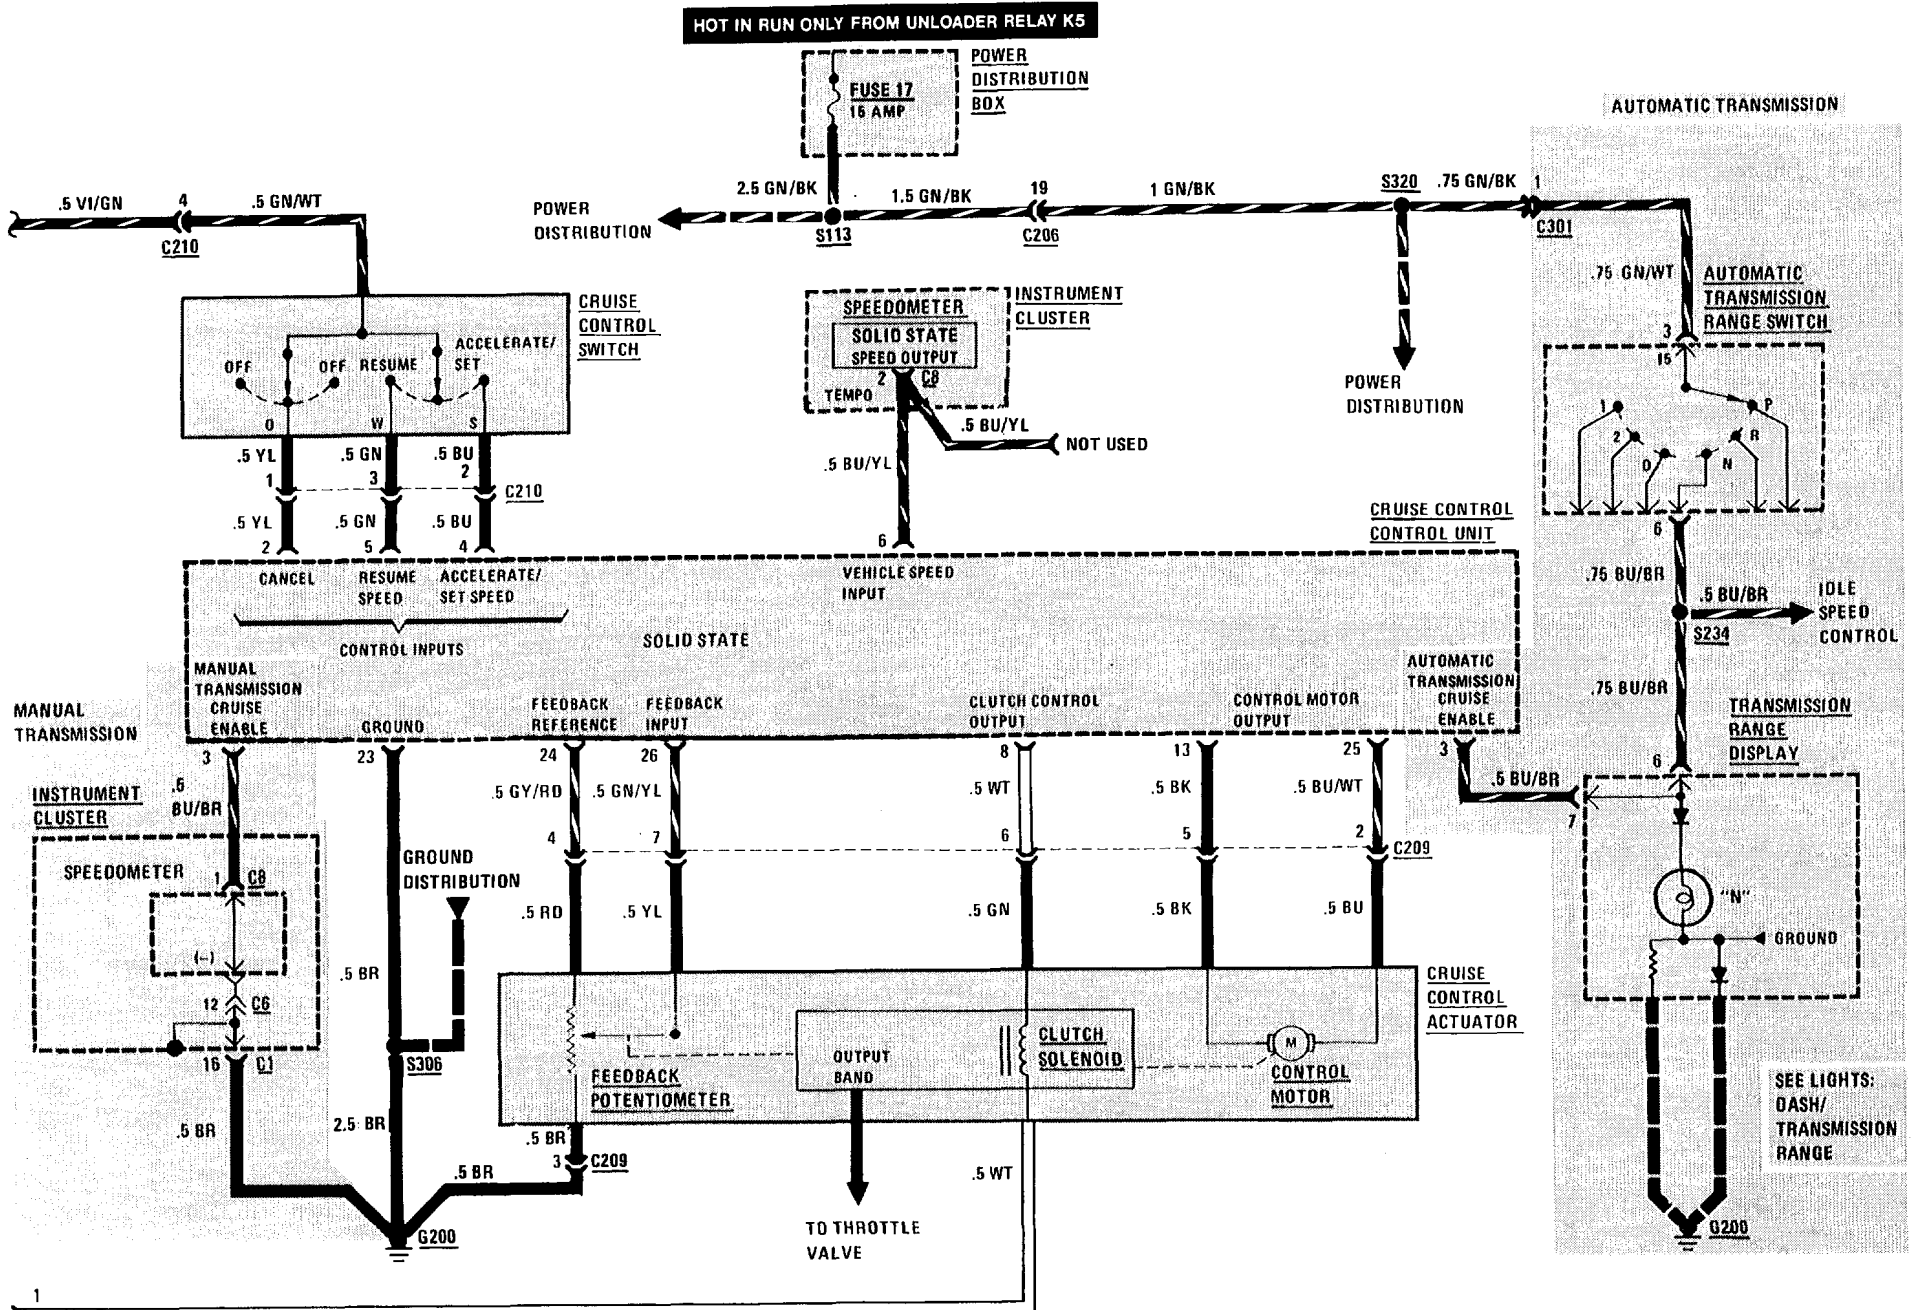 HOT IN RUN ONLY FROM UNLOADER RELAY K5
POWER
DISTRIBUTION
BOX
FUSE 17
15 AMP
AUTOMATIC TRANSMISSION
.5 VI/GN
4
.5 GN/WT
C210
2.5 GN/BK
POWER
DISTRIBUTION
S113
1.5 GN/BK
19
C206
1 GN/BK
S320
.75 GN/BK
1
C301
POWER
DISTRIBUTION
.75 GN/WT
AUTOMATIC
TRANSMISSION
RANGE SWITCH
3
15
1
2
D
N
R
P
6
CRUISE
CONTROL
SWITCH
OFF
OFF
RESUME
ACCELERATE/
SET
O
W
S
.5 YL
.5 GN
.5 BU
1
3
2
C210
.5 YL
.5 GN
.5 BU
2
5
4
INSTRUMENT
CLUSTER
SPEEDOMETER
SOLID STATE
SPEED OUTPUT
2
C8
TEMPO
.5 BU/YL
NOT USED
.5 BU/YL
6
CRUISE CONTROL
CONTROL UNIT
CANCEL
RESUME
SPEED
ACCELERATE/
SET SPEED
CONTROL INPUTS
VEHICLE SPEED
INPUT
SOLID STATE
MANUAL
TRANSMISSION
CRUISE
ENABLE
GROUND
FEEDBACK
REFERENCE
FEEDBACK
INPUT
CLUTCH CONTROL
OUTPUT
CONTROL MOTOR
OUTPUT
AUTOMATIC
TRANSMISSION
CRUISE
ENABLE
.75 BU/BR
.5 BU/BR
S234
IDLE
SPEED
CONTROL
.75 BU/BR
TRANSMISSION
RANGE
DISPLAY
6
MANUAL
TRANSMISSION
3
23
24
26
8
13
25
3
.5 BU/BR
7
.5
BU/BR
.5 GY/RD
.5 GN/YL
.5 WT
.5 BK
.5 BU/WT
4
7
6
5
2
C209
INSTRUMENT
CLUSTER
SPEEDOMETER
1
C8
(−)
12
C6
16
C1
GROUND
DISTRIBUTION
.5 RD
.5 YL
.5 GN
.5 BK
.5 BU
"N"
GROUND
.5 BR
S306
2.5 BR
.5 BR
CRUISE
CONTROL
ACTUATOR
FEEDBACK
POTENTIOMETER
OUTPUT
BAND
CLUTCH
SOLENOID
M
CONTROL
MOTOR
.5 BR
3
C209
.5 BR
G200
TO THROTTLE
VALVE
.5 WT
SEE LIGHTS:
DASH/
TRANSMISSION
RANGE
G200
1